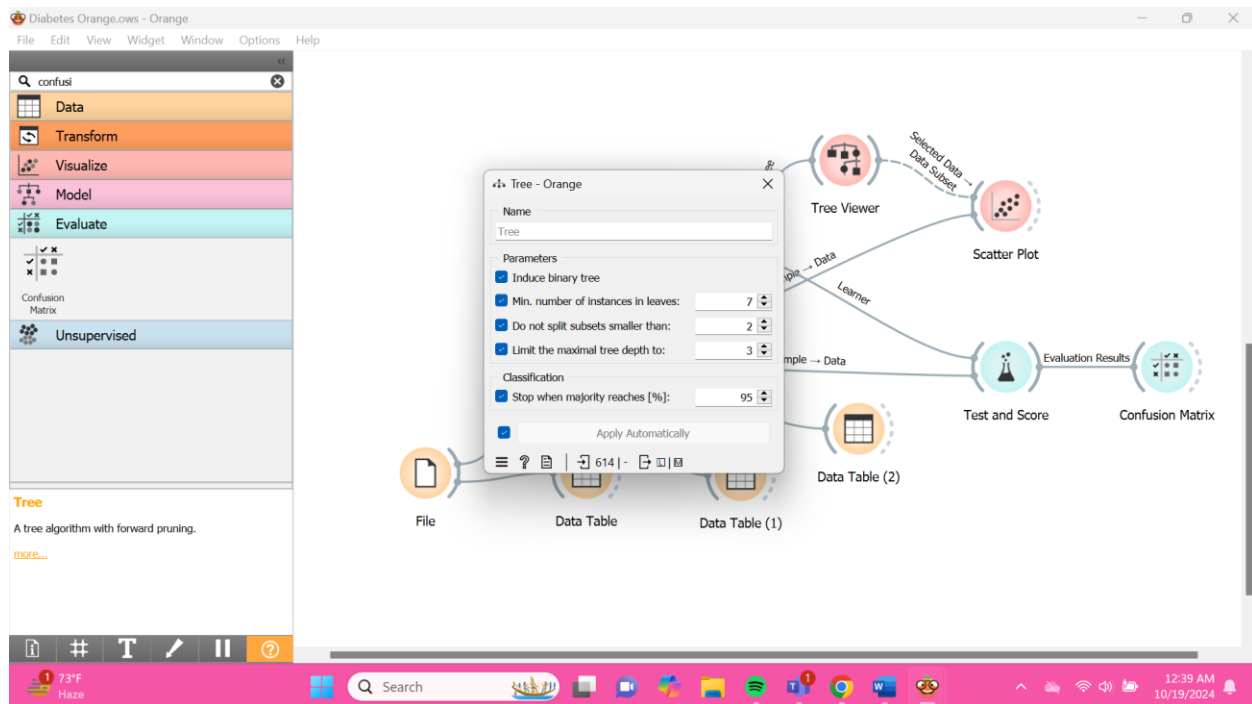 Diabetes Orange.ows - Orange
File Edit View Widget Window Options Help
confusi
Data
Transform
Visualize
Model
Evaluate
Confusion
Matrix
Unsupervised
Tree
A tree algorithm with forward pruning.
more...
Tree - Orange
Name
Tree
Parameters
Induce binary tree
Min. number of instances in leaves: 7
Do not split subsets smaller than: 2
Limit the maximal tree depth to: 3
Classification
Stop when majority reaches [%]: 95
Apply Automatically
614 | -
Tree Viewer
Selected Data →
Data Subset
Scatter Plot
→ Data
Learner
→ Data
Test and Score
Evaluation Results
Confusion Matrix
Data Table (2)
File
Data Table
Data Table (1)
1
73°F
Haze
Search
12:39 AM
10/19/2024